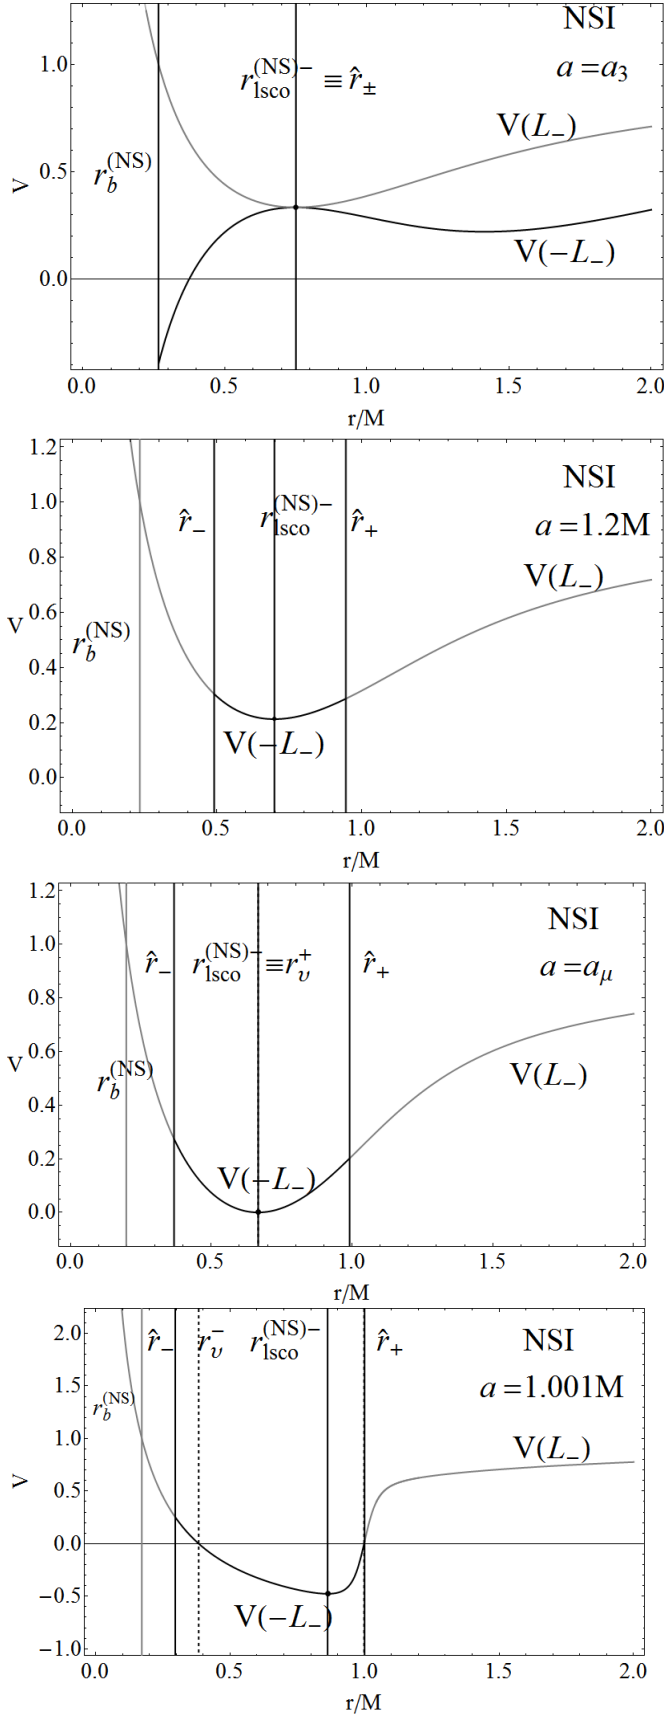 NSI
a = a₃
r_lsco^(NS)− ≡ r̂±
r_b^(NS)
V(L₋)
V(−L₋)
V
1.0
0.5
0.0
0.0 0.5 1.0 1.5 2.0
r/M
NSI
a = 1.2M
r̂₋
r_lsco^(NS)−
r̂₊
V(L₋)
r_b^(NS)
V(−L₋)
V
1.2
1.0
0.8
0.6
0.4
0.2
0.0
0.0 0.5 1.0 1.5 2.0
r/M
NSI
a = a_μ
r̂₋
r_lsco^(NS)− ≡ r_υ^+
r̂₊
r_b^(NS)
V(L₋)
V(−L₋)
V
1.2
1.0
0.8
0.6
0.4
0.2
0.0
0.0 0.5 1.0 1.5 2.0
r/M
r̂₋
r_υ^−
r_lsco^(NS)−
r̂₊
NSI
a = 1.001M
r_b^(NS)
V(L₋)
V(−L₋)
V
2.0
1.5
1.0
0.5
0.0
−0.5
−1.0
0.0 0.5 1.0 1.5 2.0
r/M